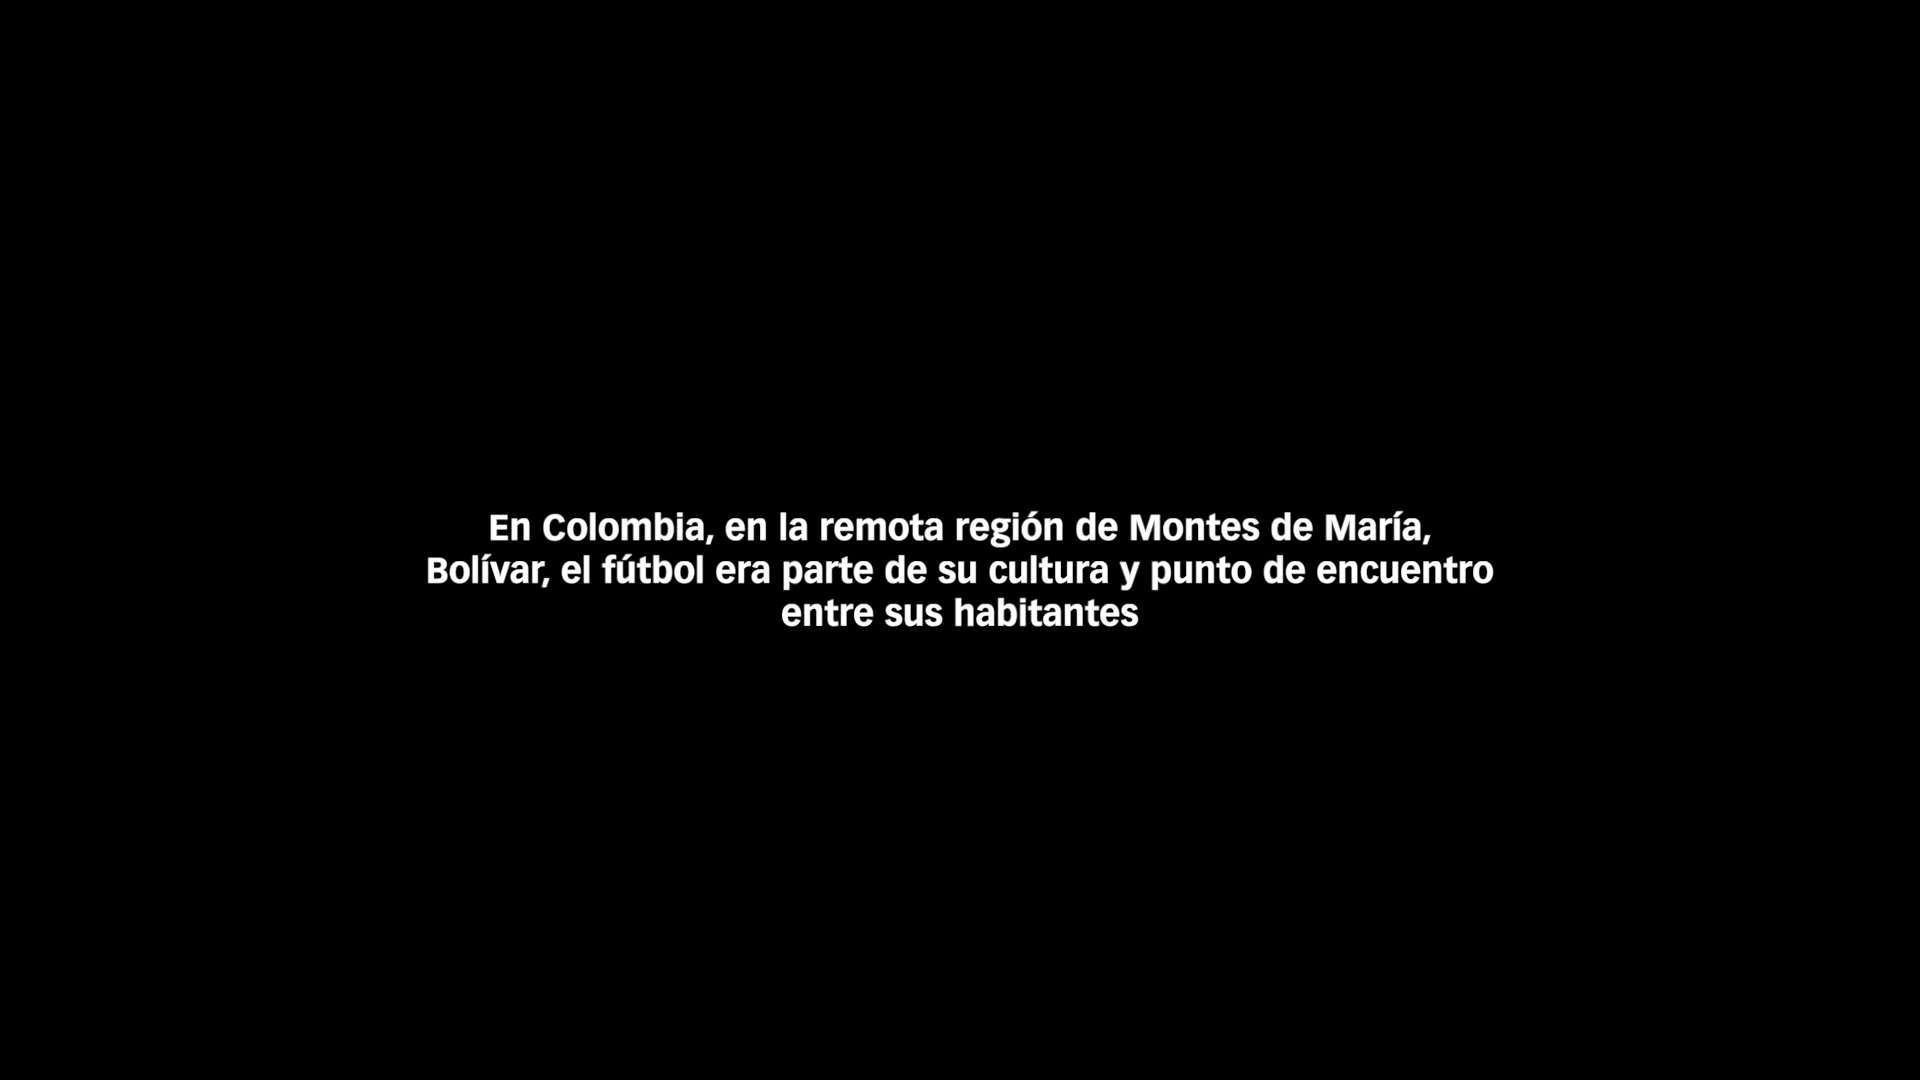 En Colombia, en la remota región de Montes de María,
Bolívar, el fútbol era parte de su cultura y punto de encuentro
entre sus habitantes